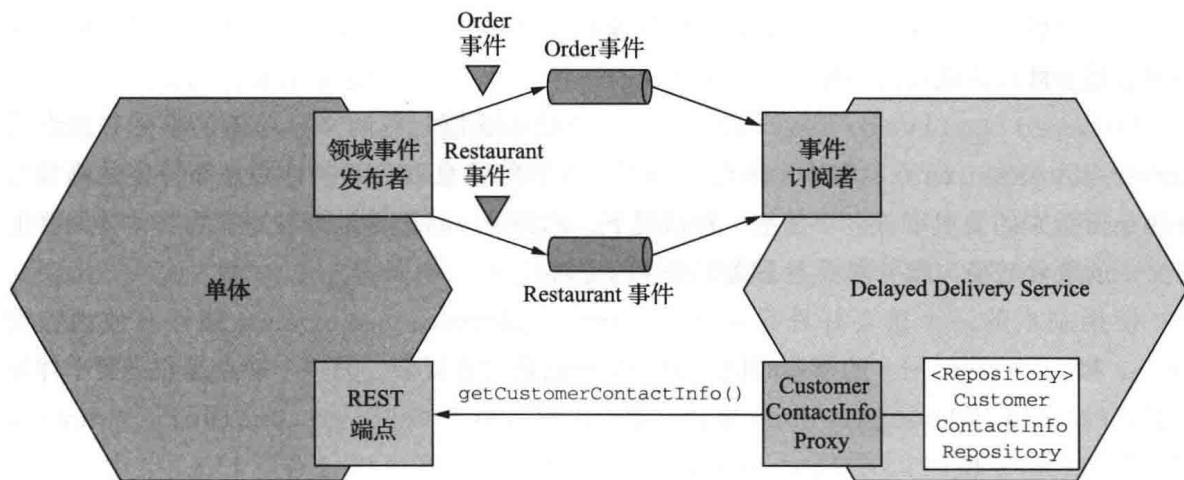 Order
事件
Order事件
领域事件
发布者
Restaurant
事件
事件
订阅者
Restaurant 事件
单体
Delayed Delivery Service
REST
端点
getCustomerContactInfo()
Customer
ContactInfo
Proxy
<Repository>
Customer
ContactInfo
Repository